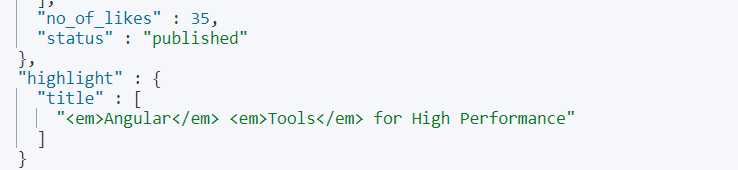 ],
"no_of_likes" : 35,
"status" : "published"
},
"highlight" : {
"title" : [
"<em>Angular</em> <em>Tools</em> for High Performance"
]
}